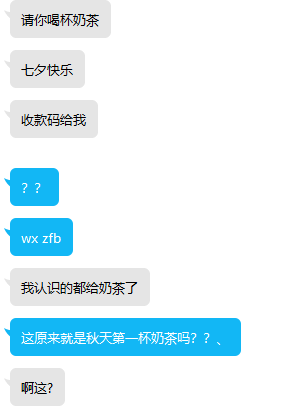 请你喝杯奶茶
七夕快乐
收款码给我
？？
wx zfb
我认识的都给奶茶了
这原来就是秋天第一杯奶茶吗？？、
啊这?